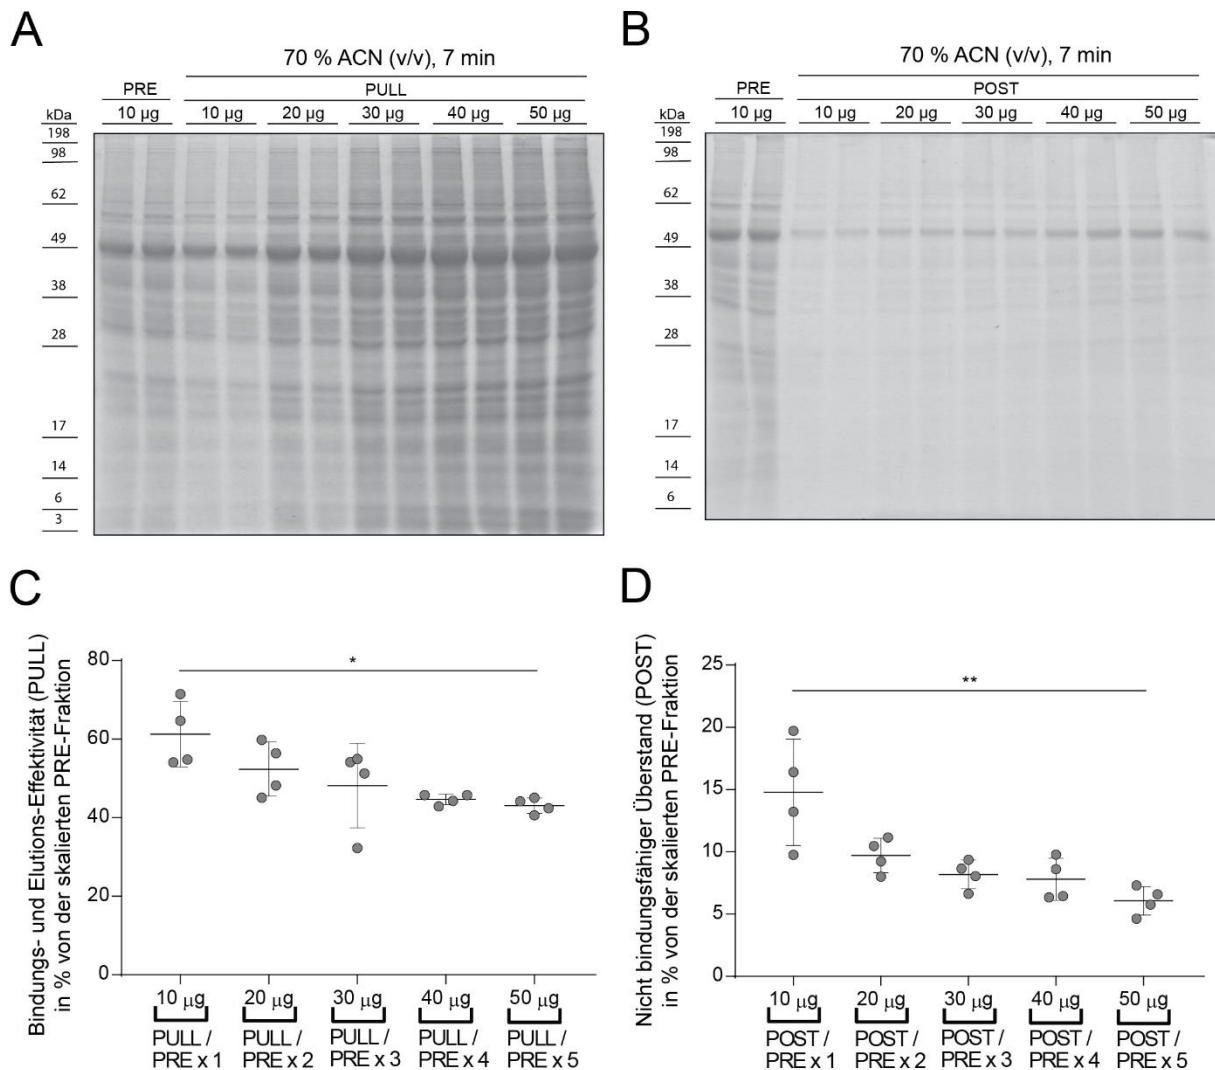 A
70 % ACN (v/v), 7 min
PRE
PULL
kDa
10 µg
10 µg
20 µg
30 µg
40 µg
50 µg
198
98
62
49
38
28
17
14
6
3
B
70 % ACN (v/v), 7 min
PRE
POST
kDa
10 µg
10 µg
20 µg
30 µg
40 µg
50 µg
198
98
62
49
38
28
17
14
6
C
Bindungs- und Elutions-Effektivität (PULL)
in % von der skalierten PRE-Fraktion
80
60
40
20
0
*
10 µg
20 µg
30 µg
40 µg
50 µg
PULL /
PRE x 1
PULL /
PRE x 2
PULL /
PRE x 3
PULL /
PRE x 4
PULL /
PRE x 5
D
Nicht bindungsfähiger Überstand (POST)
in % von der skalierten PRE-Fraktion
25
20
15
10
5
0
**
10 µg
20 µg
30 µg
40 µg
50 µg
POST /
PRE x 1
POST /
PRE x 2
POST /
PRE x 3
POST /
PRE x 4
POST /
PRE x 5